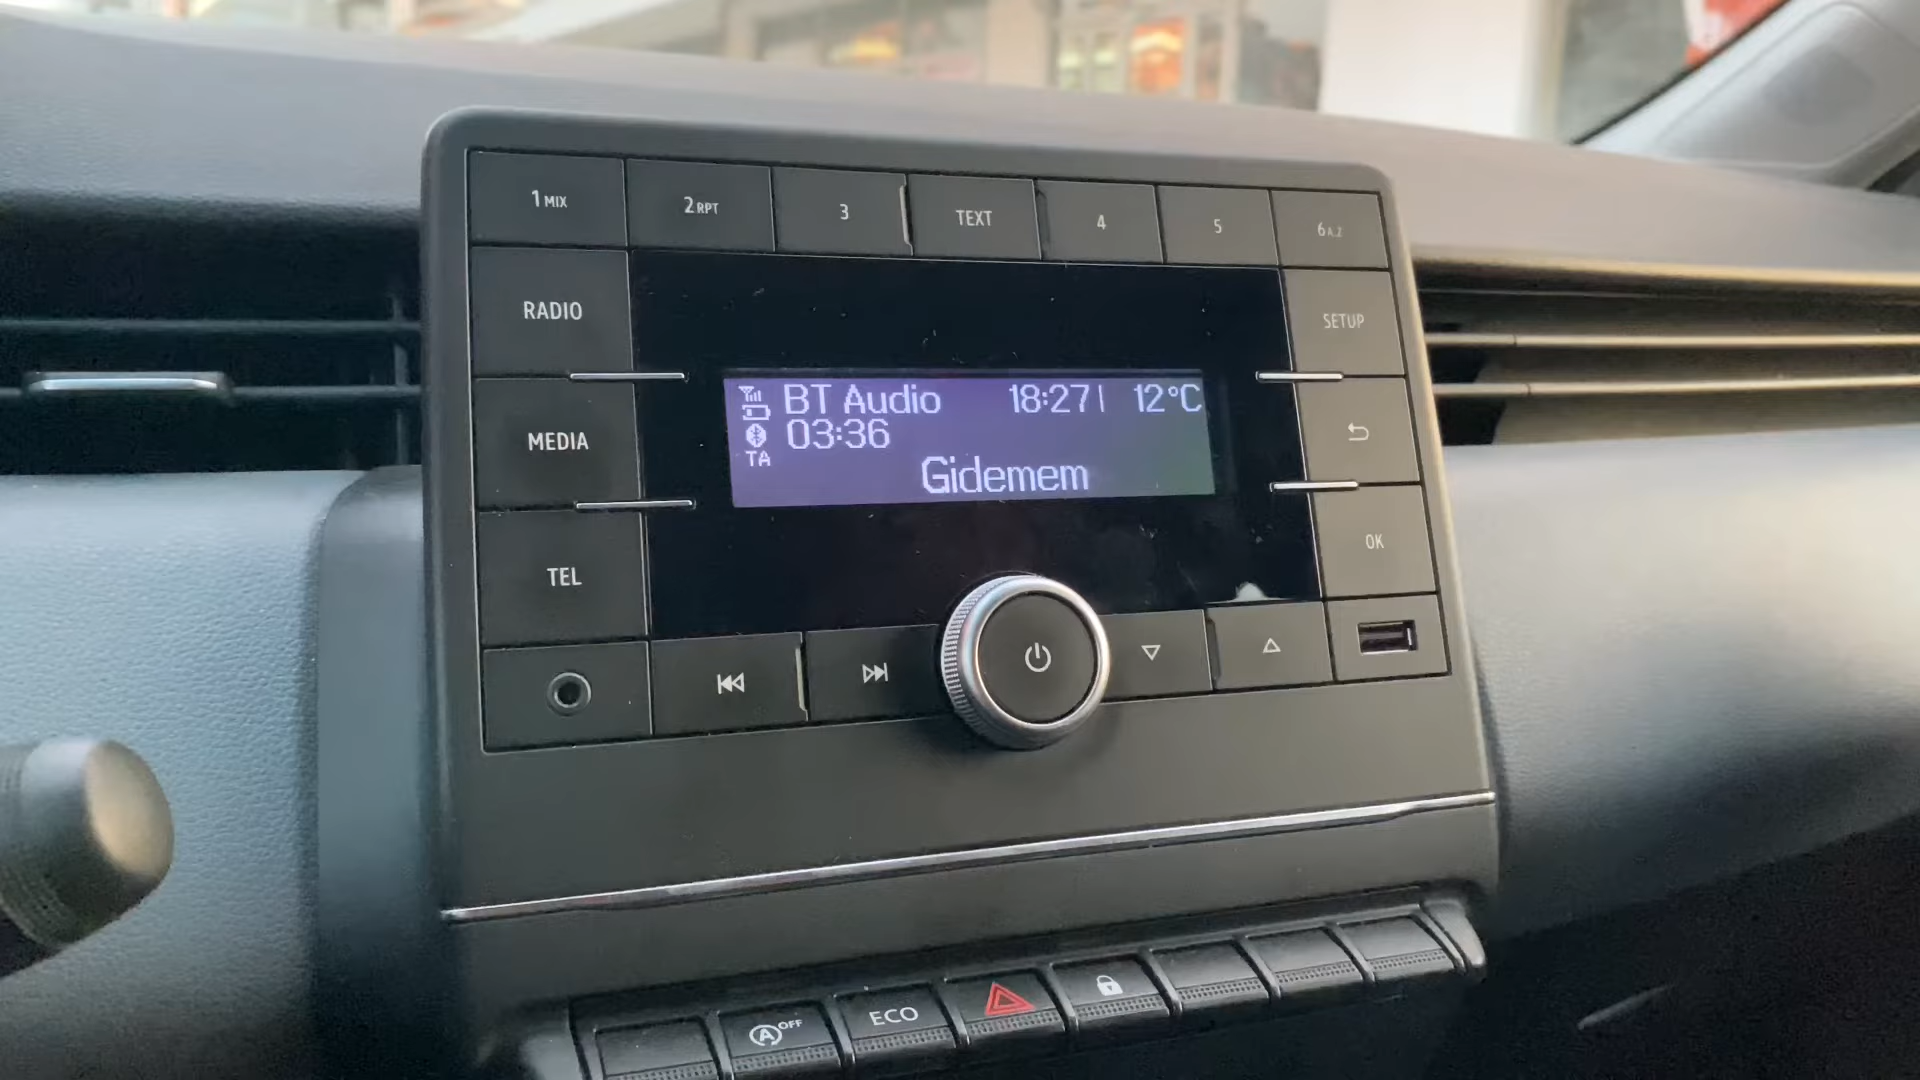 1 MIX
2 RPT
3
TEXT
4
5
6 A.Z
RADIO
SETUP
BT Audio 18:27 | 12°C
03:36
TA
Gidemem
MEDIA
TEL
OK
A OFF
ECO